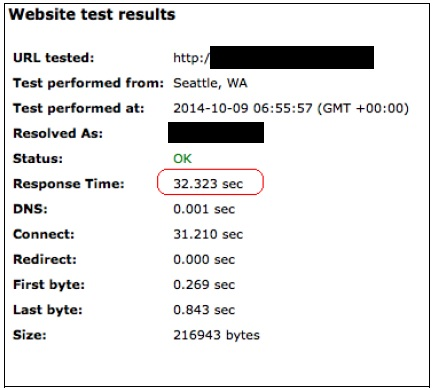 Website test results
URL tested: http:/
Test performed from: Seattle, WA
Test performed at: 2014-10-09 06:55:57 (GMT +00:00)
Resolved As:
Status: OK
Response Time: 32.323 sec
DNS: 0.001 sec
Connect: 31.210 sec
Redirect: 0.000 sec
First byte: 0.269 sec
Last byte: 0.843 sec
Size: 216943 bytes